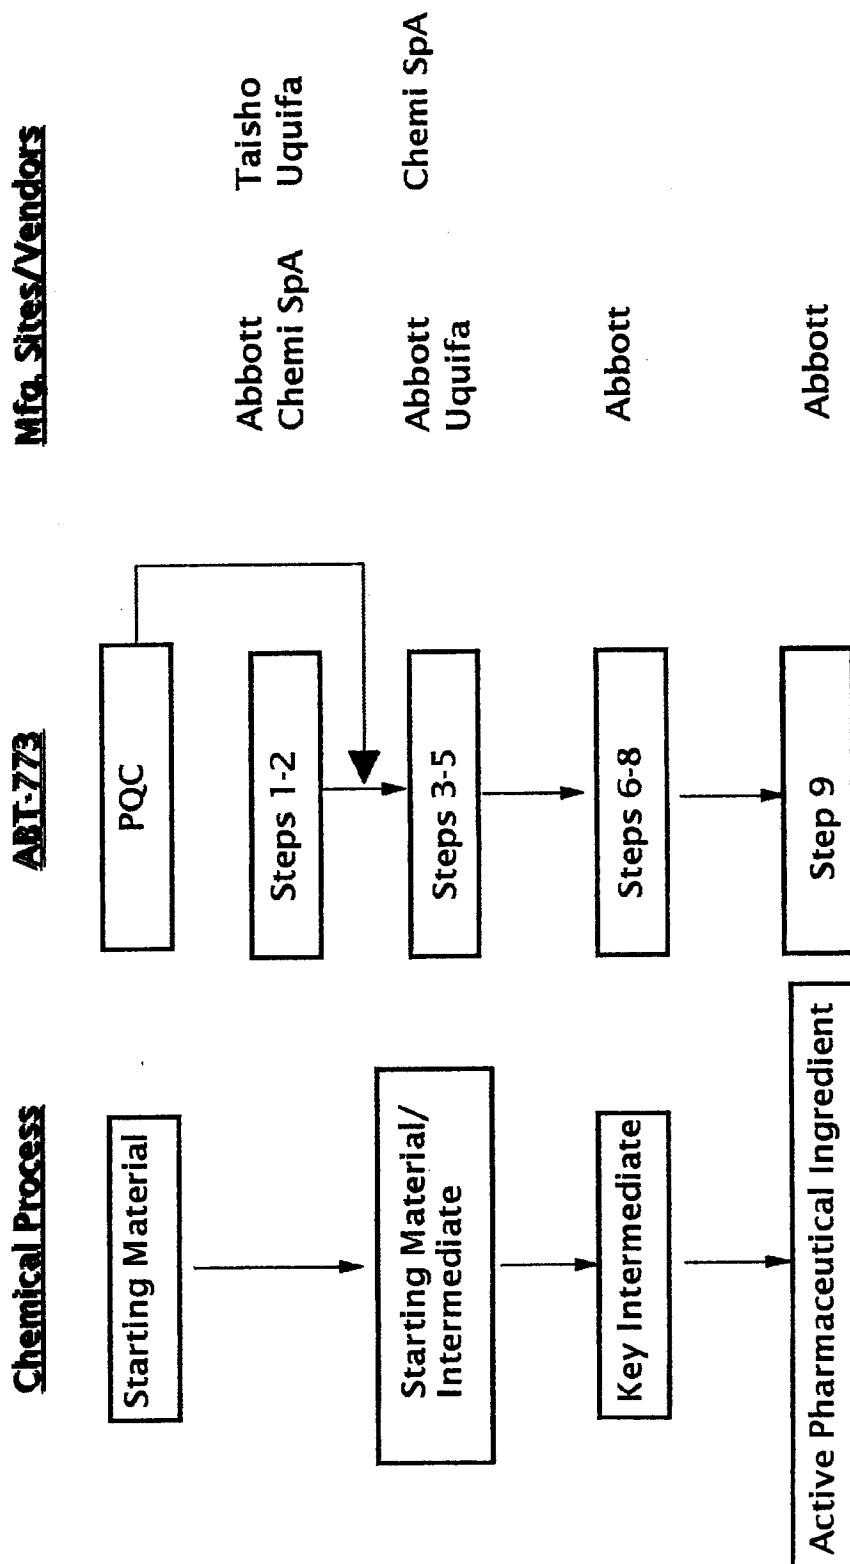 Chemical Process
ABT-773
Mfg. Sites/Vendors
Starting Material
PQC
Steps 1-2
Abbott
Taisho
Chemi SpA
Uquifa
Starting Material/
Intermediate
Steps 3-5
Abbott
Chemi SpA
Uquifa
Key Intermediate
Steps 6-8
Abbott
Active Pharmaceutical Ingredient
Step 9
Abbott